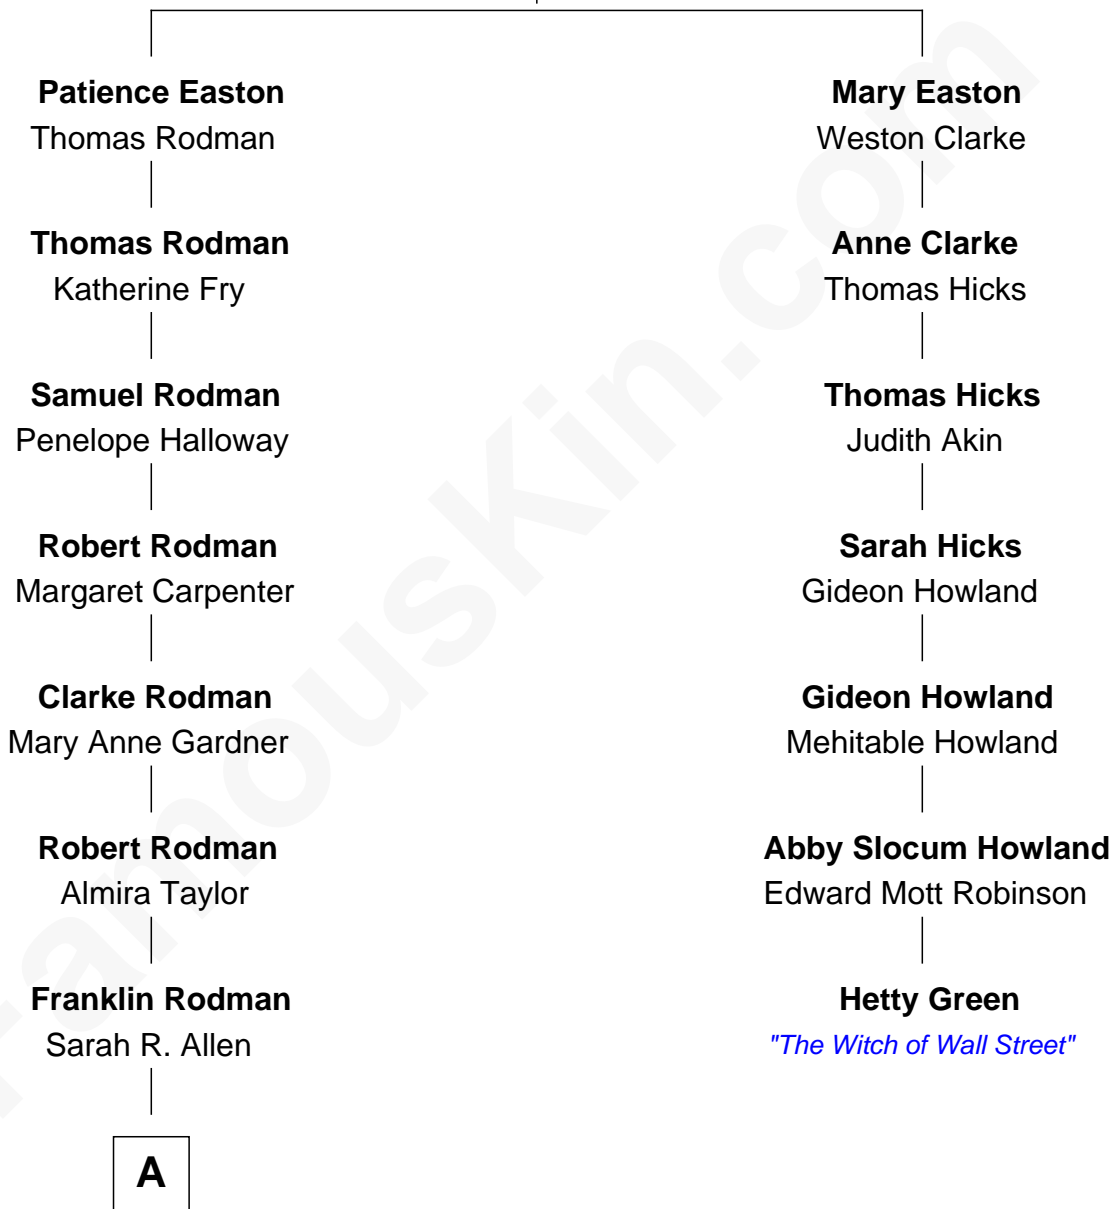 Patience Easton
Thomas Rodman
Thomas Rodman
Katherine Fry
Samuel Rodman
Penelope Halloway
Robert Rodman
Margaret Carpenter
Clarke Rodman
Mary Anne Gardner
Robert Rodman
Almira Taylor
Franklin Rodman
Sarah R. Allen
A
Mary Easton
Weston Clarke
Anne Clarke
Thomas Hicks
Thomas Hicks
Judith Akin
Sarah Hicks
Gideon Howland
Gideon Howland
Mehitable Howland
Abby Slocum Howland
Edward Mott Robinson
Hetty Green
"The Witch of Wall Street"
FamousKin.com